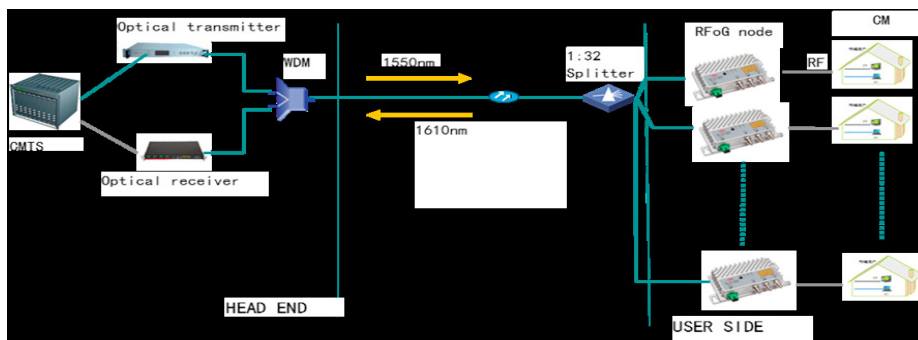 Optical transmitter
WDM
CMTS
Optical receiver
HEAD END
1550nm
1610nm
1:32
Splitter
RFoG node
RF
CM
USER SIDE